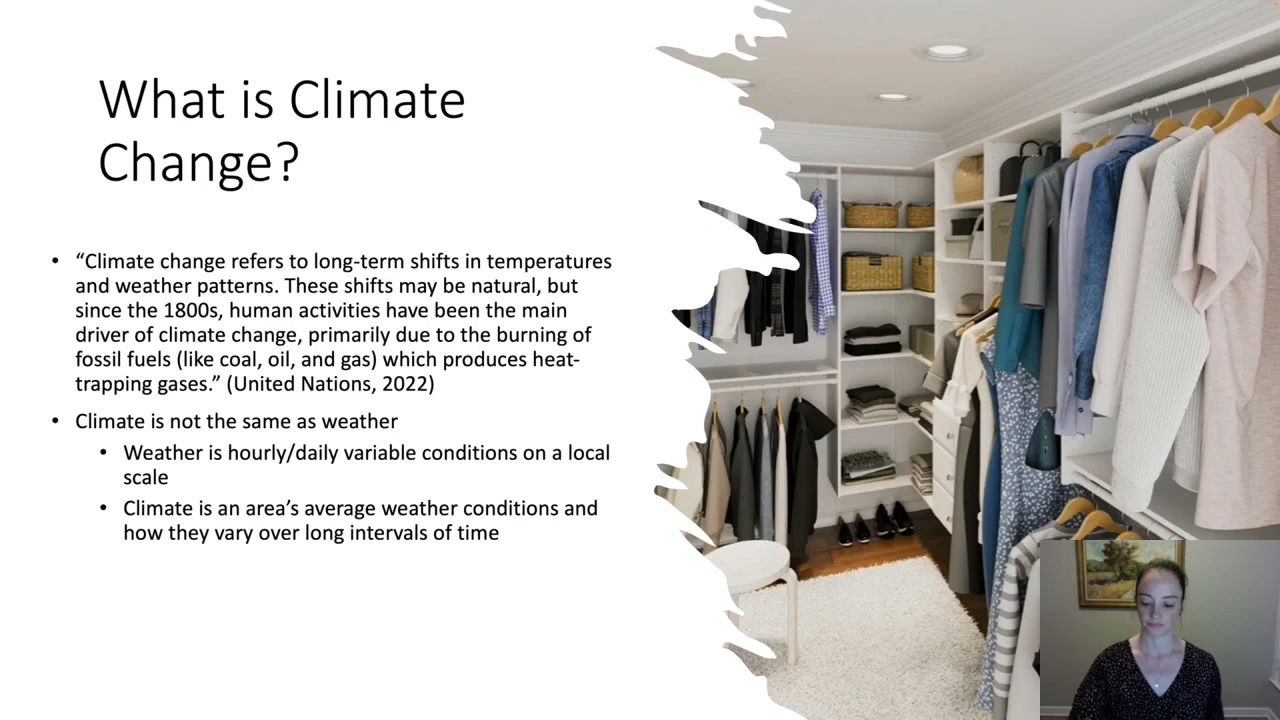 What is Climate
Change?
• “Climate change refers to long-term shifts in temperatures
and weather patterns. These shifts may be natural, but
since the 1800s, human activities have been the main
driver of climate change, primarily due to the burning of
fossil fuels (like coal, oil, and gas) which produces heat-
trapping gases.” (United Nations, 2022)
• Climate is not the same as weather
• Weather is hourly/daily variable conditions on a local
scale
• Climate is an area’s average weather conditions and
how they vary over long intervals of time